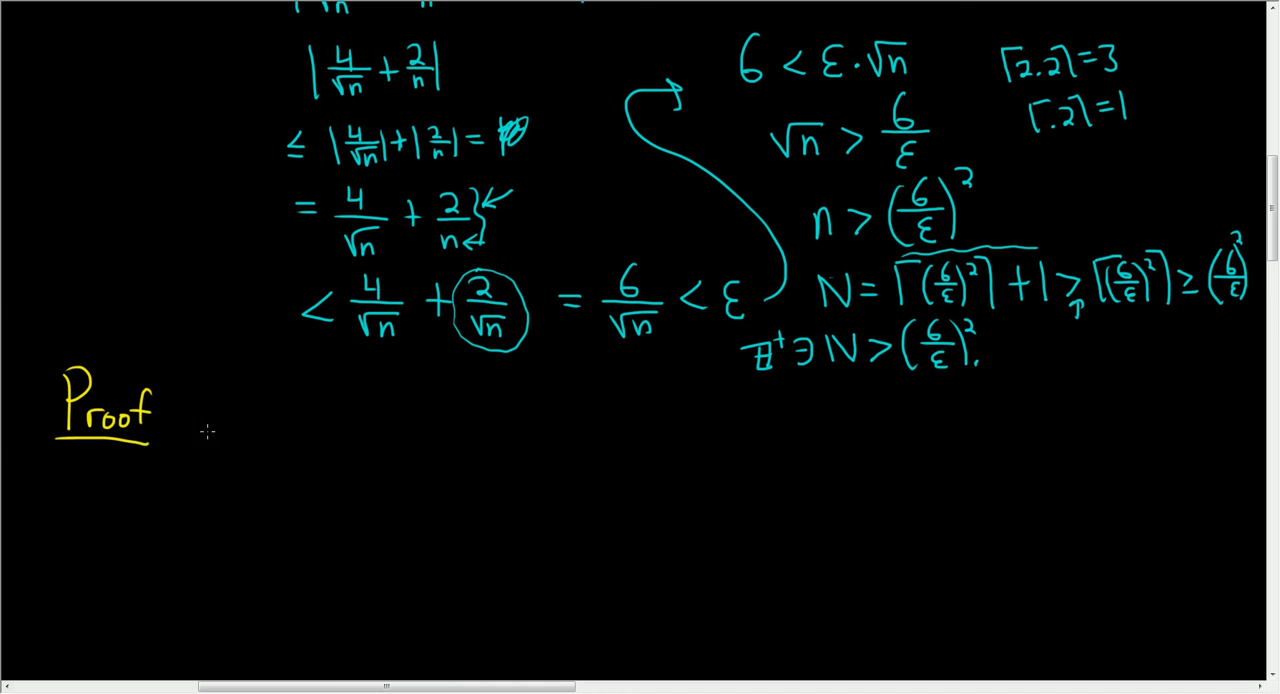 |4/√n + 2/n|
≤ |4/√n| + |2/n| =
= 4/√n + 2/n
< 4/√n + 2/√n = 6/√n < ε
6 < ε·√n
√n > 6/ε
n > (6/ε)²
N = ⌈(6/ε)²⌉ + 1 > ⌈(6/ε)²⌉ ≥ (6/ε)²
ℤ⁺ ∋ N > (6/ε)².
⌈2.2⌉ = 3
⌈.2⌉ = 1
Proof